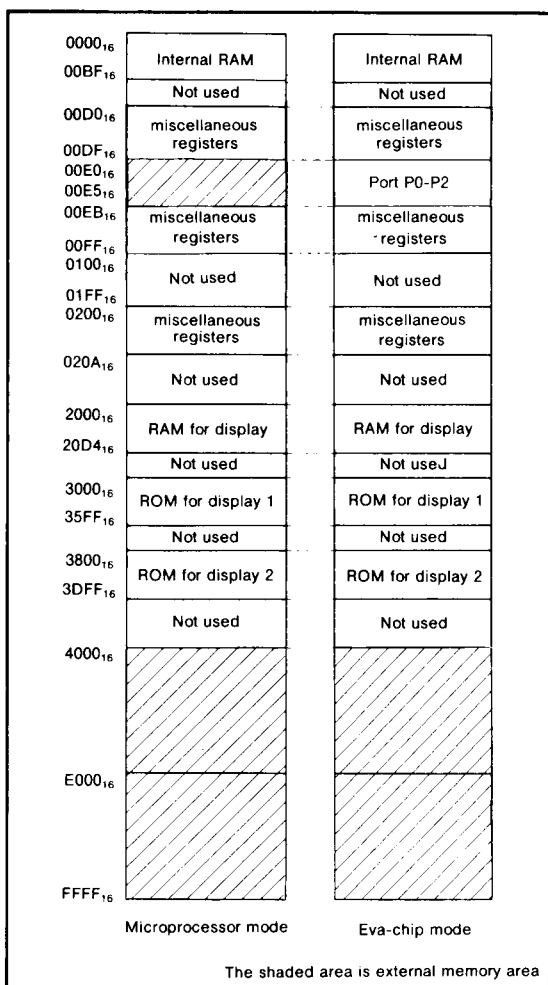 0000₁₆
Internal RAM Internal RAM
00BF₁₆
Not used Not used
00D0₁₆
miscellaneous miscellaneous
registers registers
00DF₁₆
00E0₁₆
Port P0-P2
00E5₁₆
00EB₁₆
miscellaneous miscellaneous
registers registers
00FF₁₆
0100₁₆
Not used Not used
01FF₁₆
0200₁₆
miscellaneous miscellaneous
registers registers
020A₁₆
Not used Not used
2000₁₆
RAM for display RAM for display
20D4₁₆
Not used Not used
3000₁₆
ROM for display 1 ROM for display 1
35FF₁₆
Not used Not used
3800₁₆
ROM for display 2 ROM for display 2
3DFF₁₆
Not used Not used
4000₁₆
E000₁₆
FFFF₁₆
Microprocessor mode Eva-chip mode
The shaded area is external memory area